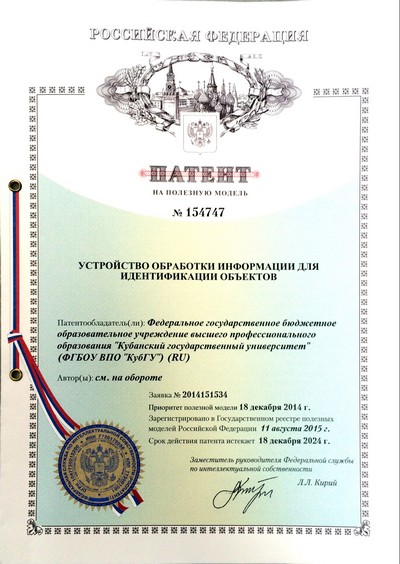 РОССИЙСКАЯ ФЕДЕРАЦИЯ
ПАТЕНТ
НА ПОЛЕЗНУЮ МОДЕЛЬ
№ 154747
УСТРОЙСТВО ОБРАБОТКИ ИНФОРМАЦИИ ДЛЯ
ИДЕНТИФИКАЦИИ ОБЪЕКТОВ
Патентообладатель(ли): Федеральное государственное бюджетное
образовательное учреждение высшего профессионального
образования "Кубанский государственный университет"
(ФГБОУ ВПО "КубГУ") (RU)
Автор(ы): см. на обороте
Заявка № 2014151534
Приоритет полезной модели 18 декабря 2014 г.
Зарегистрировано в Государственном реестре полезных
моделей Российской Федерации 11 августа 2015 г.
Срок действия патента истекает 18 декабря 2024 г.
Заместитель руководителя Федеральной службы
по интеллектуальной собственности
Л.Л. Кирий